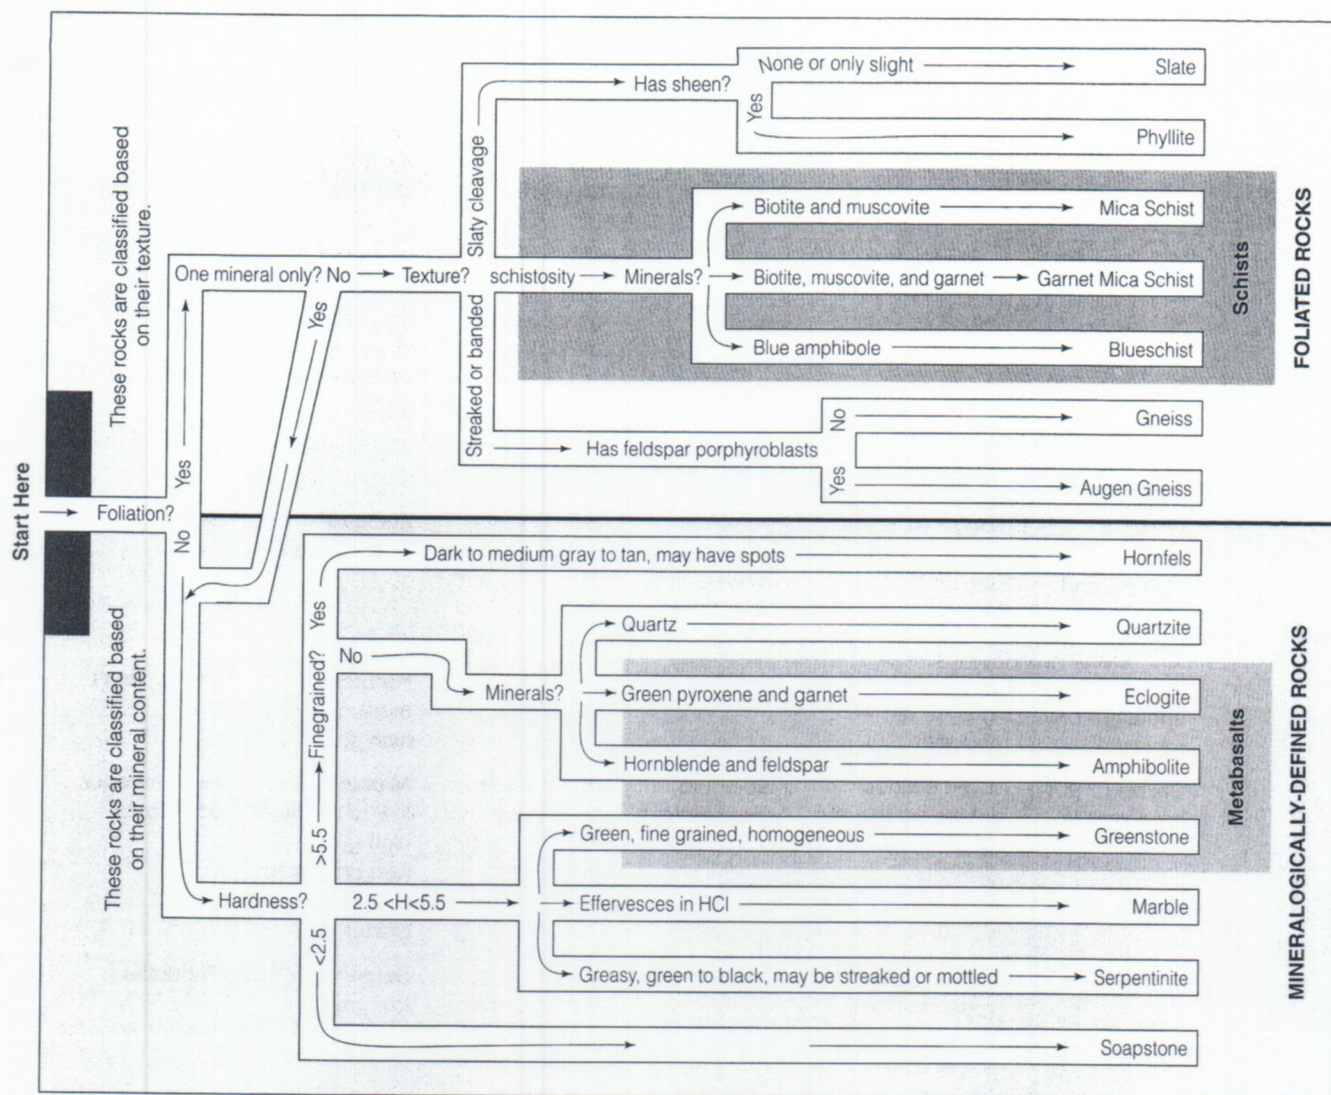 Start Here
Foliation?
These rocks are classified based
on their texture.
Yes
One mineral only? No
Yes
Texture?
Slaty cleavage
Has sheen?
None or only slight
Slate
Yes
Phyllite
schistosity
Minerals?
Biotite and muscovite
Mica Schist
Biotite, muscovite, and garnet
Garnet Mica Schist
Blue amphibole
Blueschist
Schists
Streaked or banded
Has feldspar porphyroblasts
No
Gneiss
Yes
Augen Gneiss
FOLIATED ROCKS
These rocks are classified based
on their mineral content.
No
Hardness?
>5.5
Finegrained?
Yes
Dark to medium gray to tan, may have spots
Hornfels
No
Minerals?
Quartz
Quartzite
Green pyroxene and garnet
Eclogite
Hornblende and feldspar
Amphibolite
Metabasalts
2.5 <H<5.5
Green, fine grained, homogeneous
Greenstone
Effervesces in HCl
Marble
Greasy, green to black, may be streaked or mottled
Serpentinite
<2.5
Soapstone
MINERALOGICALLY-DEFINED ROCKS